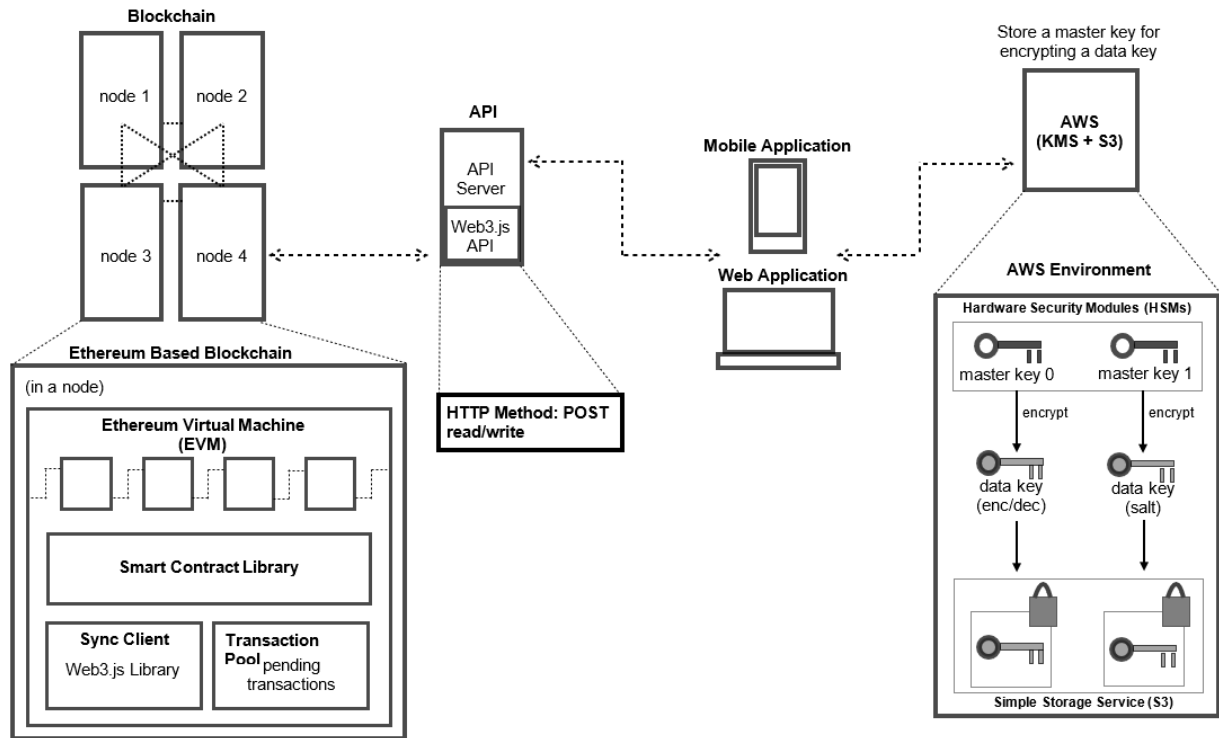 Blockchain
node 1
node 2
node 3
node 4
Ethereum Based Blockchain
(in a node)
Ethereum Virtual Machine
(EVM)
Smart Contract Library
Sync Client
Web3.js Library
Transaction
Pool pending
transactions
API
API
Server
Web3.js
API
HTTP Method: POST
read/write
Mobile Application
Web Application
Store a master key for
encrypting a data key
AWS
(KMS + S3)
AWS Environment
Hardware Security Modules (HSMs)
master key 0
master key 1
encrypt
encrypt
data key
(enc/dec)
data key
(salt)
Simple Storage Service (S3)